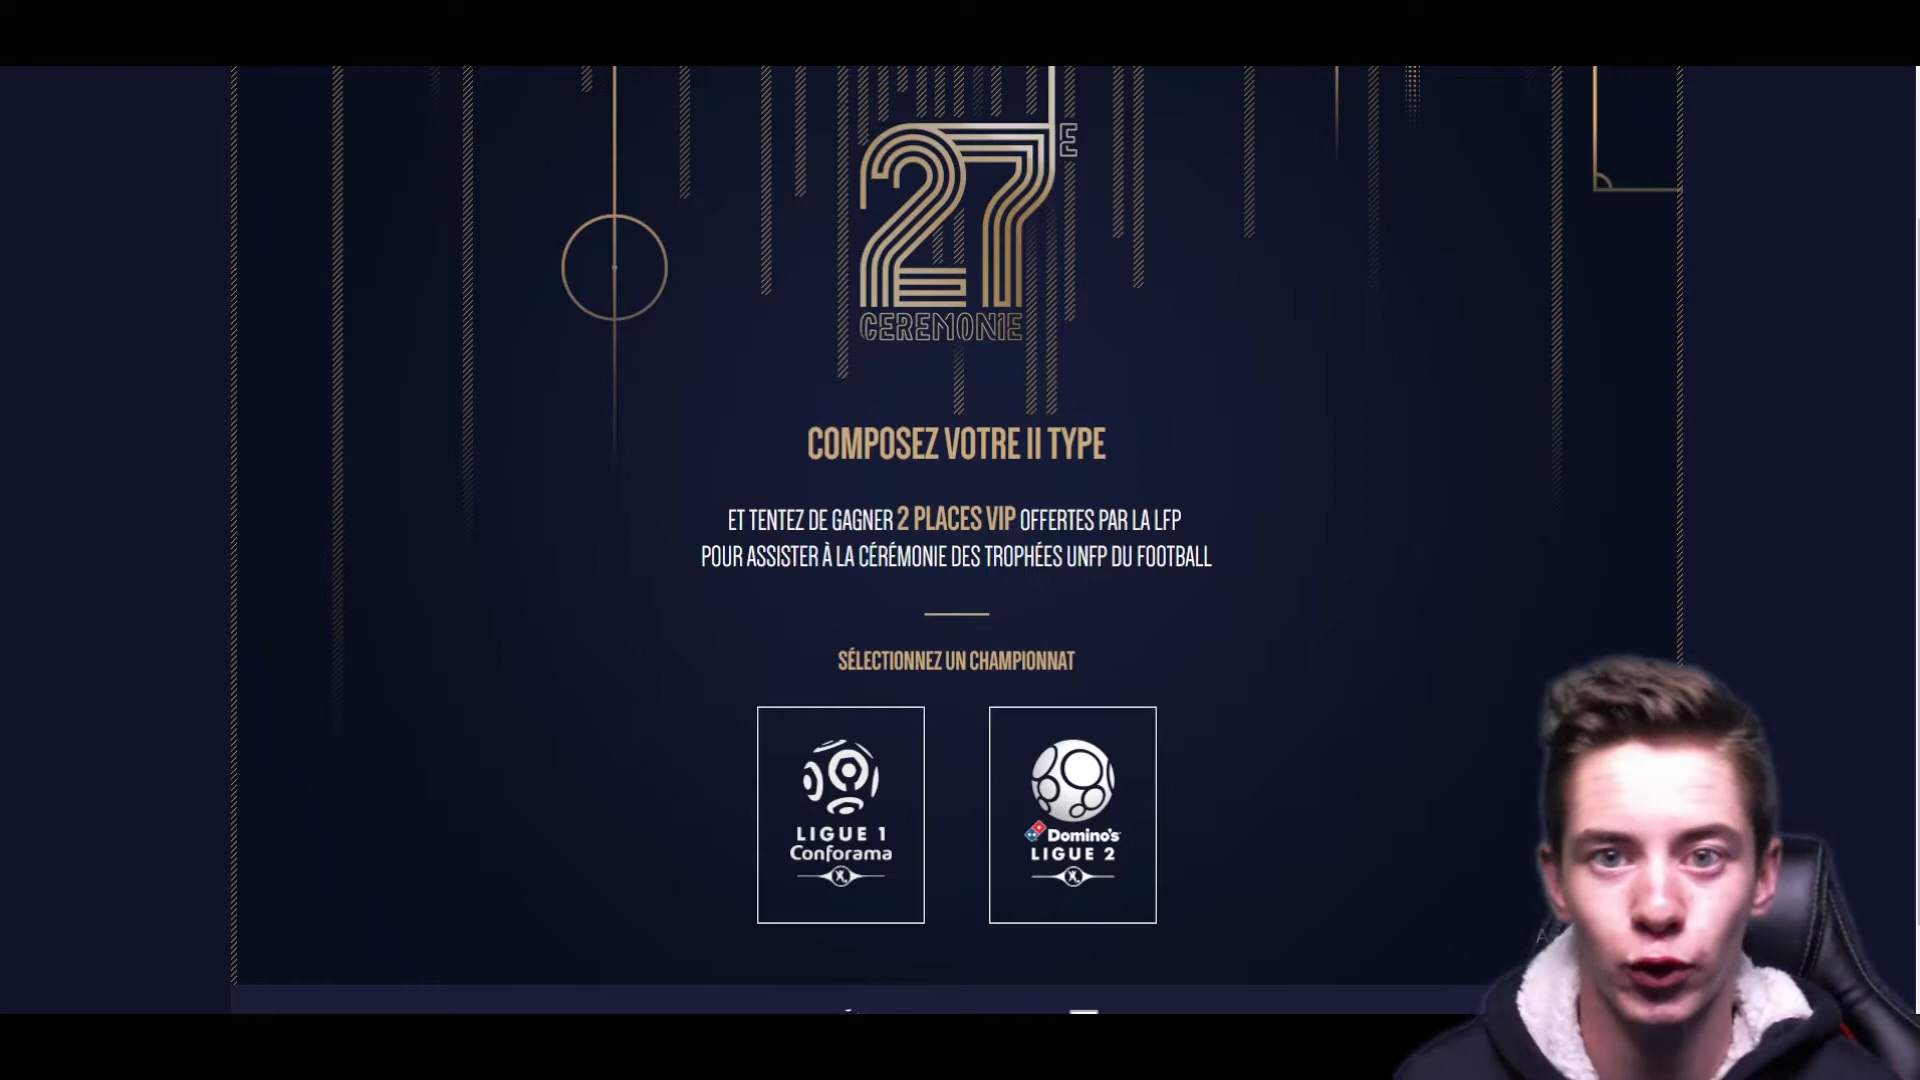 27E
CEREMONIE
COMPOSEZ VOTRE 11 TYPE
ET TENTEZ DE GAGNER 2 PLACES VIP OFFERTES PAR LA LFP
POUR ASSISTER À LA CÉRÉMONIE DES TROPHÉES UNFP DU FOOTBALL
SÉLECTIONNEZ UN CHAMPIONNAT
LIGUE 1
Conforama
Domino's
LIGUE 2